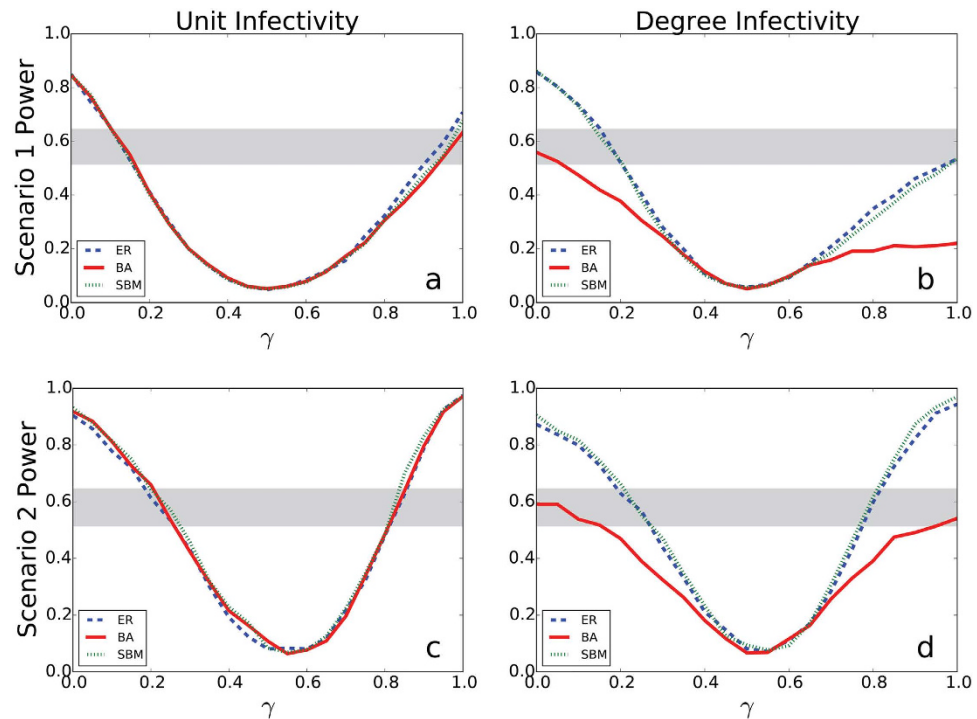 Unit Infectivity
Degree Infectivity
Scenario 1 Power
1.0
0.8
0.6
0.4
0.2
0.0
ER
BA
SBM
a
0.0 0.2 0.4 0.6 0.8 1.0
γ
1.0
0.8
0.6
0.4
0.2
0.0
ER
BA
SBM
b
0.0 0.2 0.4 0.6 0.8 1.0
γ
Scenario 2 Power
1.0
0.8
0.6
0.4
0.2
0.0
ER
BA
SBM
c
0.0 0.2 0.4 0.6 0.8 1.0
γ
1.0
0.8
0.6
0.4
0.2
0.0
ER
BA
SBM
d
0.0 0.2 0.4 0.6 0.8 1.0
γ